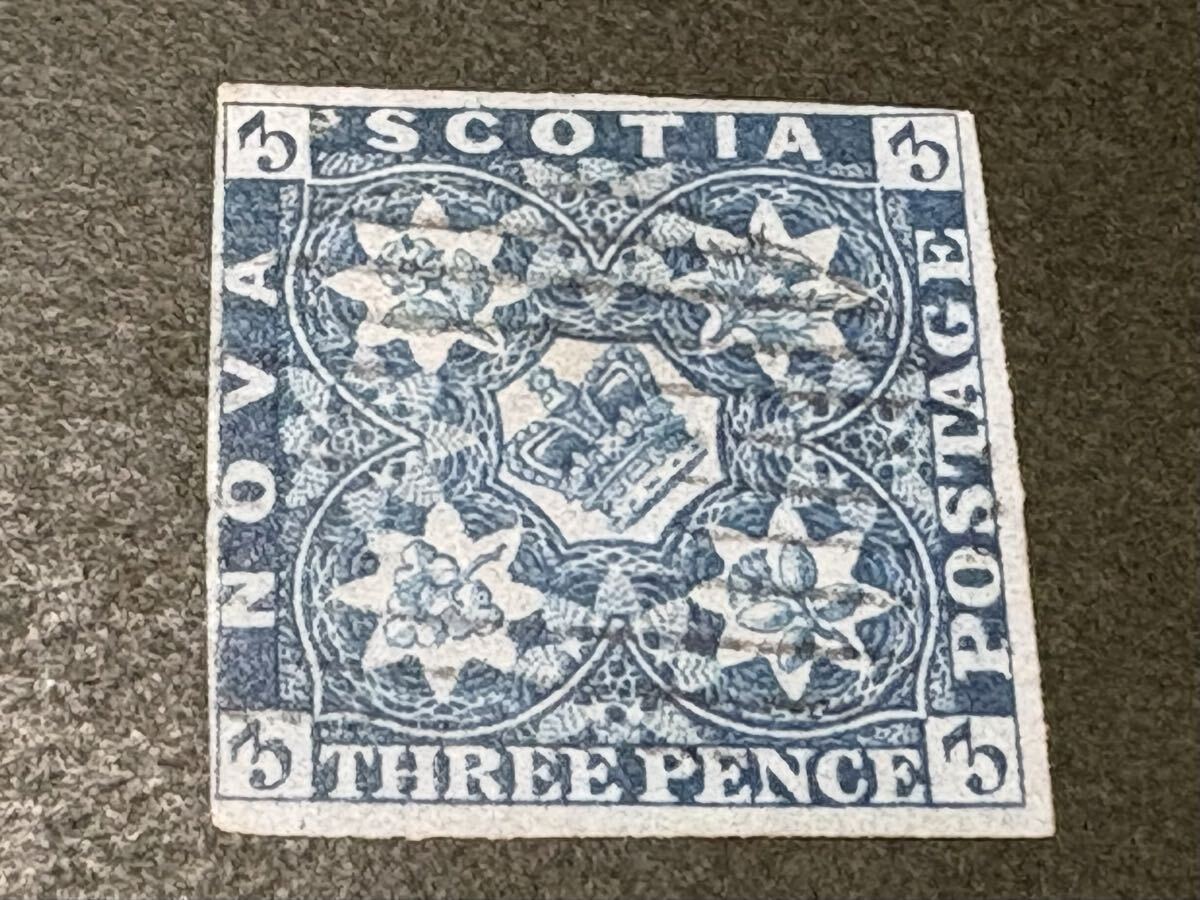 3 SCOTIA 3
NOVA
POSTAGE
3 THREE PENCE 3